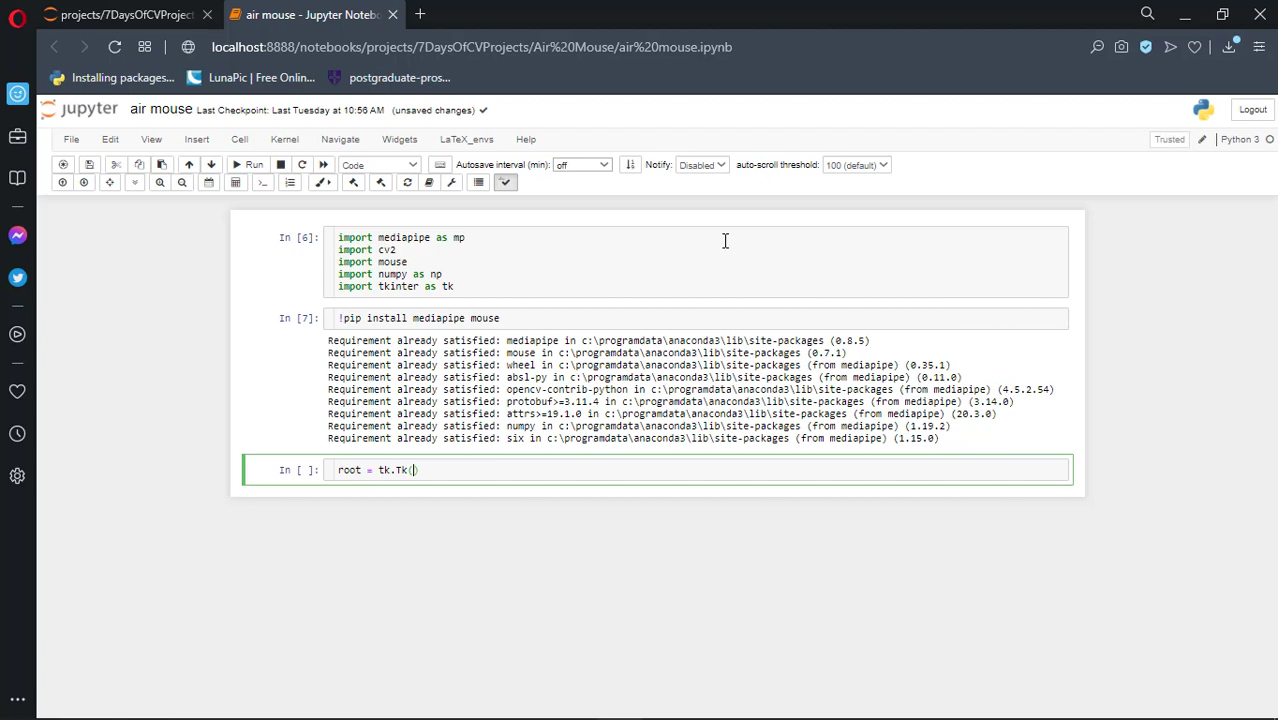 projects/7DaysOfCVProject
air mouse - Jupyter Notebo
localhost:8888/notebooks/projects/7DaysOfCVProjects/Air%20Mouse/air%20mouse.ipynb
Installing packages...
LunaPic | Free Onlin...
postgraduate-pros...
jupyter
air mouse
Last Checkpoint: Last Tuesday at 10:56 AM
(unsaved changes)
Logout
File Edit View Insert Cell Kernel Navigate Widgets LaTeX_envs Help
Trusted
Python 3
Run
Code
Autosave interval (min): off
Notify: Disabled
auto-scroll threshold: 100 (default)
In [6]: import mediapipe as mp
import cv2
import mouse
import numpy as np
import tkinter as tk
In [7]: !pip install mediapipe mouse
Requirement already satisfied: mediapipe in c:\programdata\anaconda3\lib\site-packages (0.8.5)
Requirement already satisfied: mouse in c:\programdata\anaconda3\lib\site-packages (0.7.1)
Requirement already satisfied: wheel in c:\programdata\anaconda3\lib\site-packages (from mediapipe) (0.35.1)
Requirement already satisfied: absl-py in c:\programdata\anaconda3\lib\site-packages (from mediapipe) (0.11.0)
Requirement already satisfied: opencv-contrib-python in c:\programdata\anaconda3\lib\site-packages (from mediapipe) (4.5.2.54)
Requirement already satisfied: protobuf>=3.11.4 in c:\programdata\anaconda3\lib\site-packages (from mediapipe) (3.14.0)
Requirement already satisfied: attrs>=19.1.0 in c:\programdata\anaconda3\lib\site-packages (from mediapipe) (20.3.0)
Requirement already satisfied: numpy in c:\programdata\anaconda3\lib\site-packages (from mediapipe) (1.19.2)
Requirement already satisfied: six in c:\programdata\anaconda3\lib\site-packages (from mediapipe) (1.15.0)
In [ ]: root = tk.Tk()